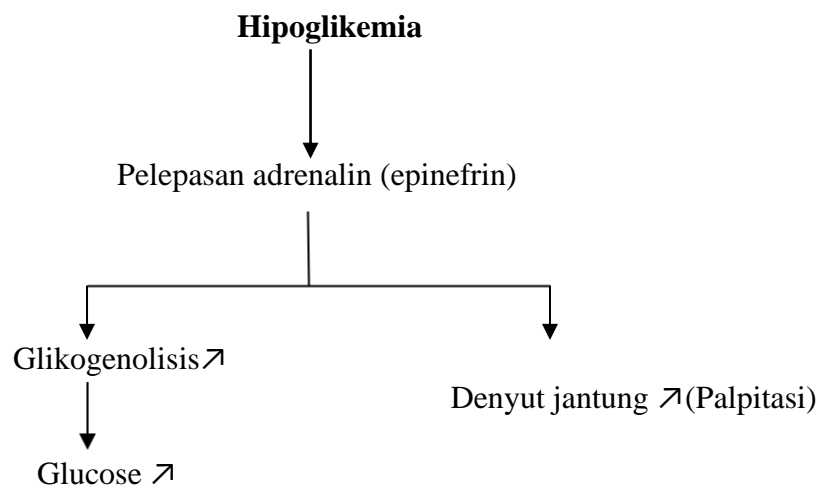 Hipoglikemia
Pelepasan adrenalin (epinefrin)
Glikogenolisis↗
Denyut jantung ↗(Palpitasi)
Glucose ↗